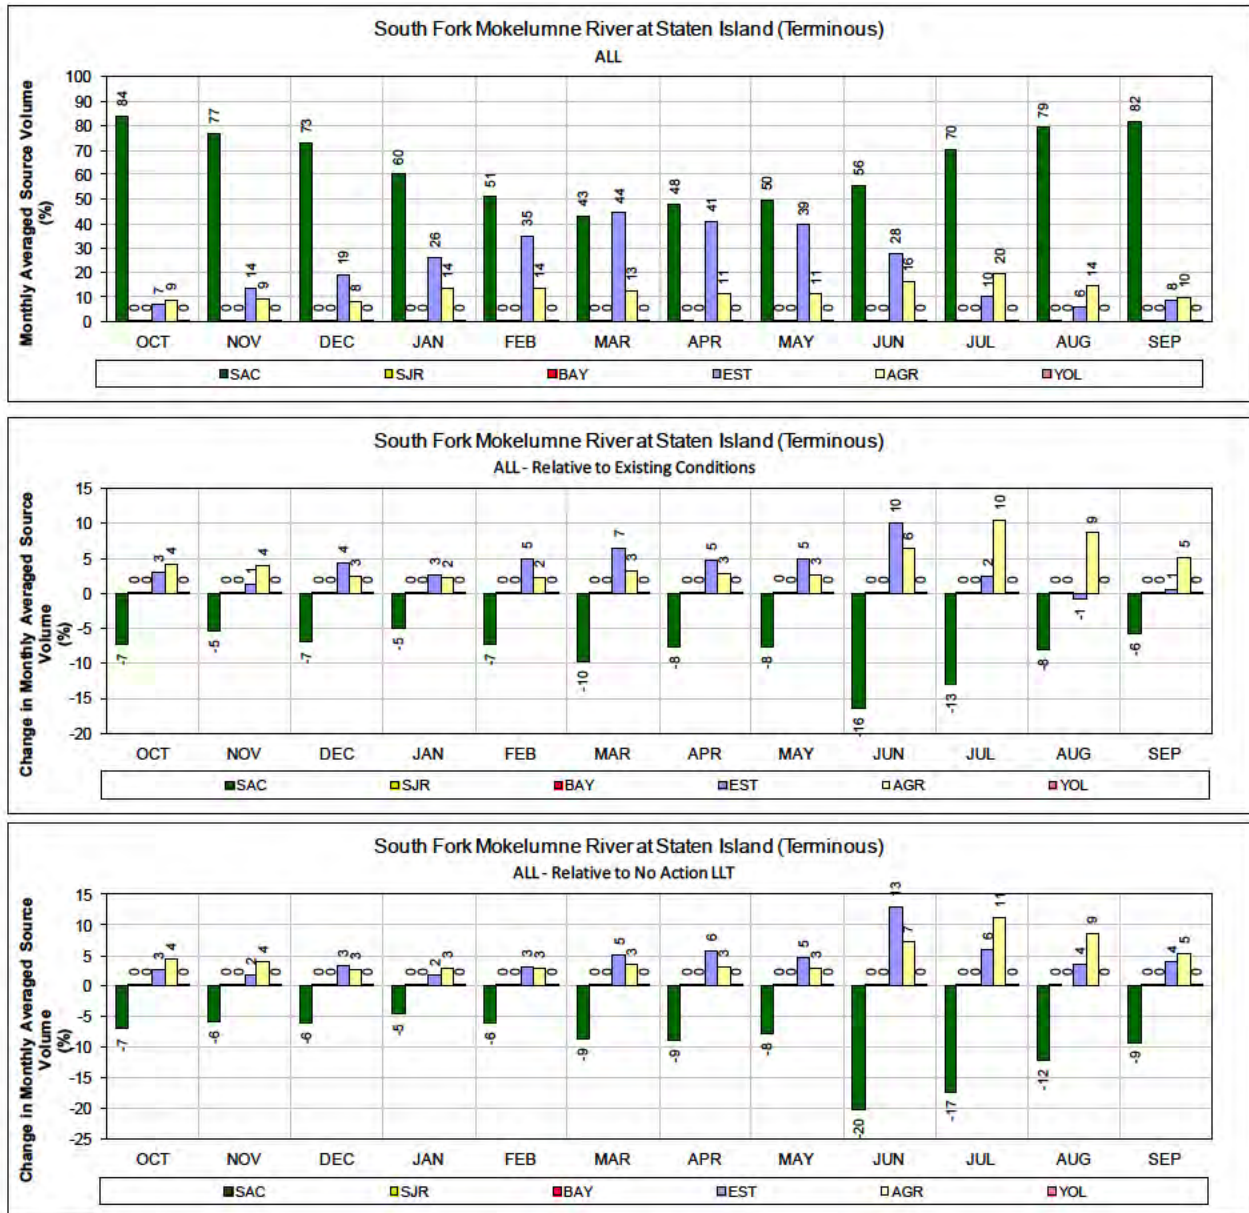 South Fork Mokelumne River at Staten Island (Terminous)
ALL
Monthly Averaged Source Volume
(%)
100
90
80
70
60
50
40
30
20
10
0
84 0 0 7 9 0
77 0 0 14 9 0
73 0 0 19 8 0
60 0 0 26 14 0
51 0 0 35 14 0
43 0 0 44 13 0
48 0 0 41 11 0
50 0 0 39 11 0
56 0 0 28 16 0
70 0 0 10 20 0
79 0 0 6 14 0
82 0 0 8 10 0
OCT NOV DEC JAN FEB MAR APR MAY JUN JUL AUG SEP
SAC SJR BAY EST AGR YOL
South Fork Mokelumne River at Staten Island (Terminous)
ALL - Relative to Existing Conditions
Change in Monthly Averaged Source
Volume
(%)
15
10
5
0
-5
-10
-15
-20
-7 0 0 3 4 0
-5 0 0 1 4 0
-7 0 0 4 3 0
-5 0 0 3 2 0
-7 0 0 5 2 0
-10 0 0 7 3 0
-8 0 0 5 3 0
-8 0 0 5 3 0
-16 0 0 10 6 0
-13 0 0 2 10 0
-8 0 0 -1 9 0
-6 0 0 1 5 0
OCT NOV DEC JAN FEB MAR APR MAY JUN JUL AUG SEP
SAC SJR BAY EST AGR YOL
South Fork Mokelumne River at Staten Island (Terminous)
ALL - Relative to No Action LLT
Change in Monthly Averaged Source
Volume
(%)
15
10
5
0
-5
-10
-15
-20
-25
-7 0 0 3 4 0
-6 0 0 2 4 0
-6 0 0 3 3 0
-5 0 0 2 3 0
-6 0 0 3 3 0
-9 0 0 5 3 0
-9 0 0 6 3 0
-8 0 0 5 3 0
-20 0 0 13 7 0
-17 0 0 6 11 0
-12 0 0 4 9 0
-9 0 0 4 5 0
OCT NOV DEC JAN FEB MAR APR MAY JUN JUL AUG SEP
SAC SJR BAY EST AGR YOL